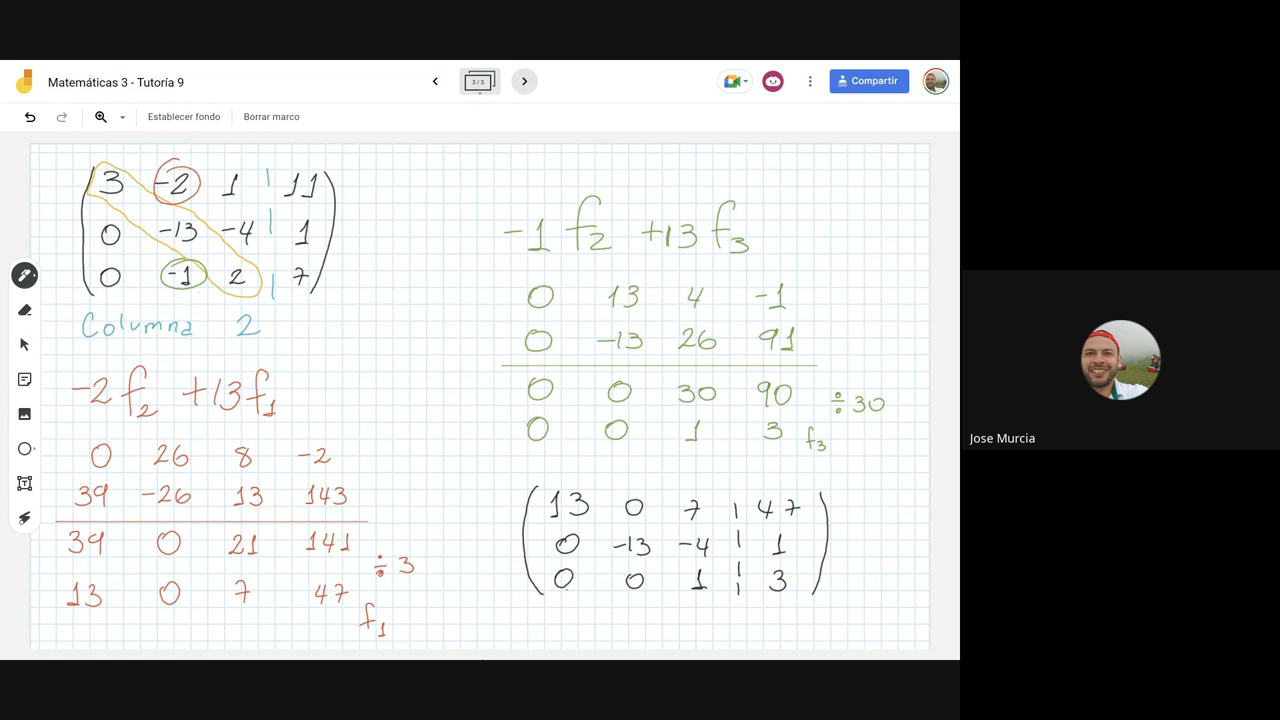 Matemáticas 3 - Tutoría 9
3/3
Compartir
Establecer fondo
Borrar marco
3 -2 1 | 11
0 -13 -4 | 1
0 -1 2 | 7
Columna 2
-2 f₂ +13 f₁
0 26 8 -2
39 -26 13 143
39 0 21 141 ÷ 3
13 0 7 47 f₁
-1 f₂ +13 f₃
0 13 4 -1
0 -13 26 91
0 0 30 90 ÷ 30
0 0 1 3 f₃
13 0 7 | 47
0 -13 -4 | 1
0 0 1 | 3
Jose Murcia